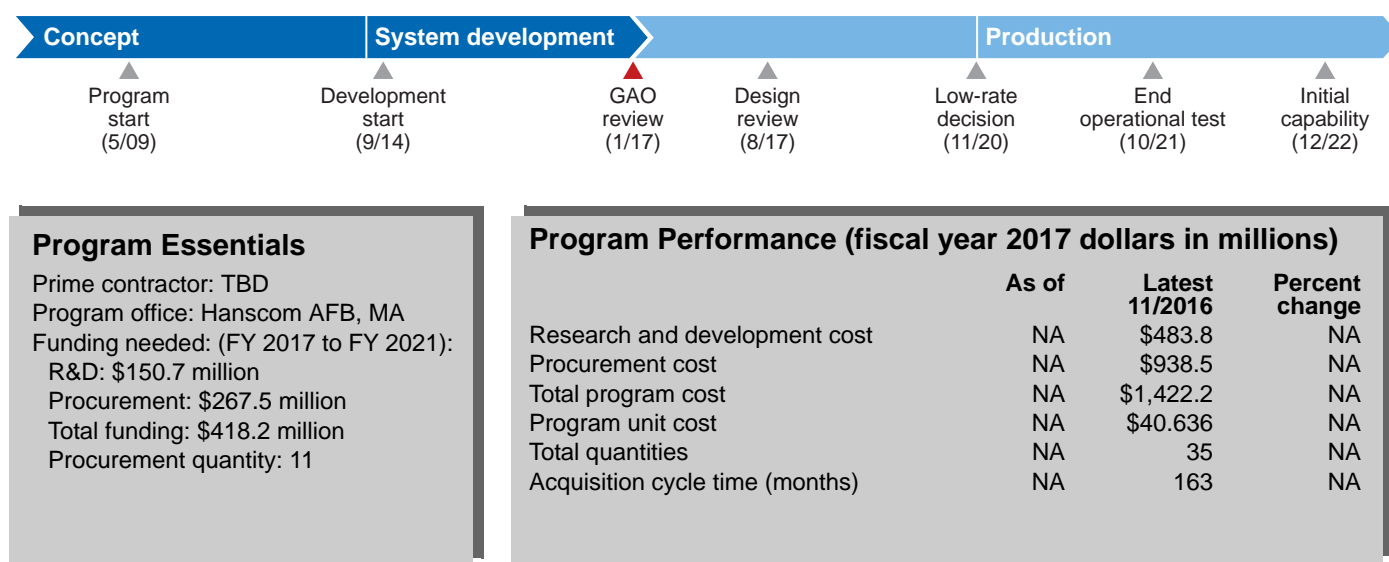 Concept System development Production
Program start (5/09)
Development start (9/14)
GAO review (1/17)
Design review (8/17)
Low-rate decision (11/20)
End operational test (10/21)
Initial capability (12/22)
Program Essentials
Prime contractor: TBD
Program office: Hanscom AFB, MA
Funding needed: (FY 2017 to FY 2021):
R&D: $150.7 million
Procurement: $267.5 million
Total funding: $418.2 million
Procurement quantity: 11
Program Performance (fiscal year 2017 dollars in millions)
As of Latest 11/2016 Percent change
Research and development cost NA $483.8 NA
Procurement cost NA $938.5 NA
Total program cost NA $1,422.2 NA
Program unit cost NA $40.636 NA
Total quantities NA 35 NA
Acquisition cycle time (months) NA 163 NA